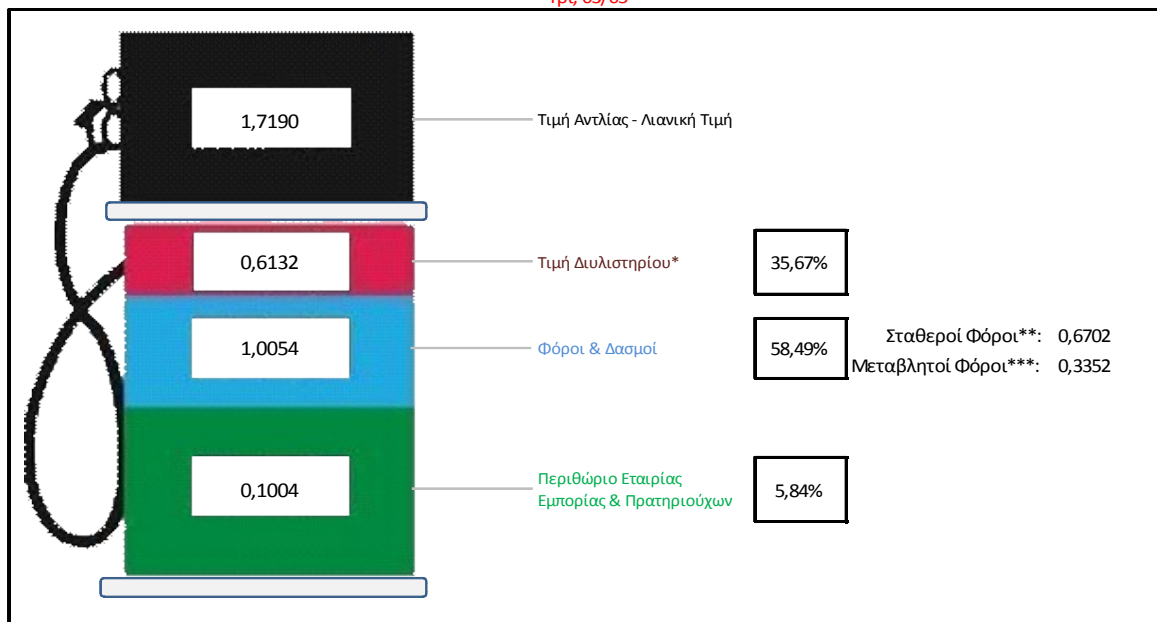 1,7190
Τιμή Αντλίας - Λιανική Τιμή
0,6132
Τιμή Διυλιστηρίου*
35,67%
1,0054
Φόροι & Δασμοί
58,49%
Σταθεροί Φόροι**: 0,6702
Μεταβλητοί Φόροι***: 0,3352
0,1004
Περιθώριο Εταιρίας
Εμπορίας & Πρατηριούχων
5,84%